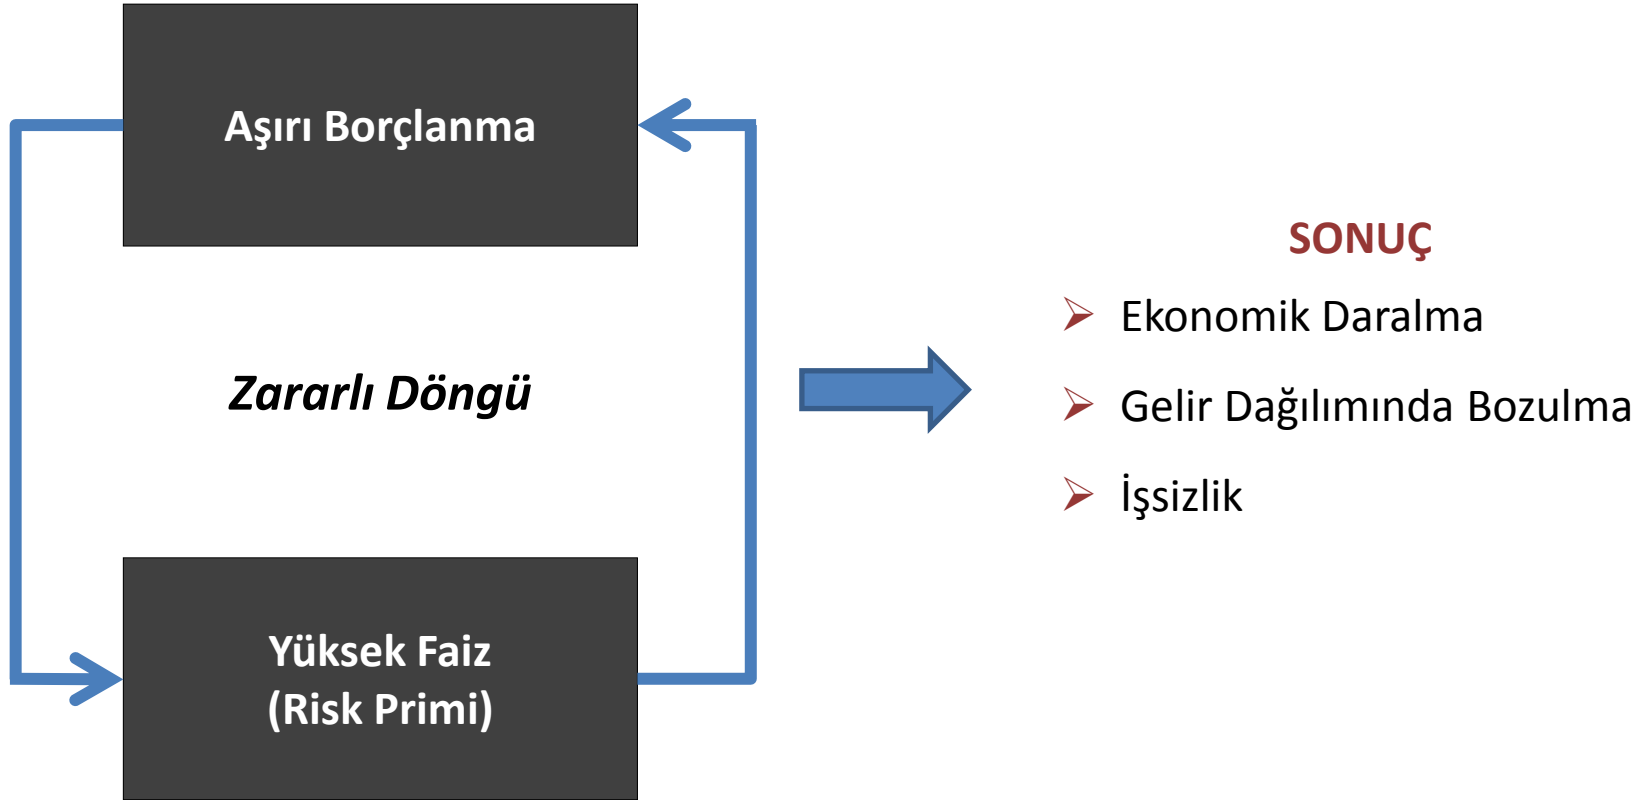 Aşırı Borçlanma
Zararlı Döngü
Yüksek Faiz
(Risk Primi)
SONUÇ
Ekonomik Daralma
Gelir Dağılımında Bozulma
İşsizlik